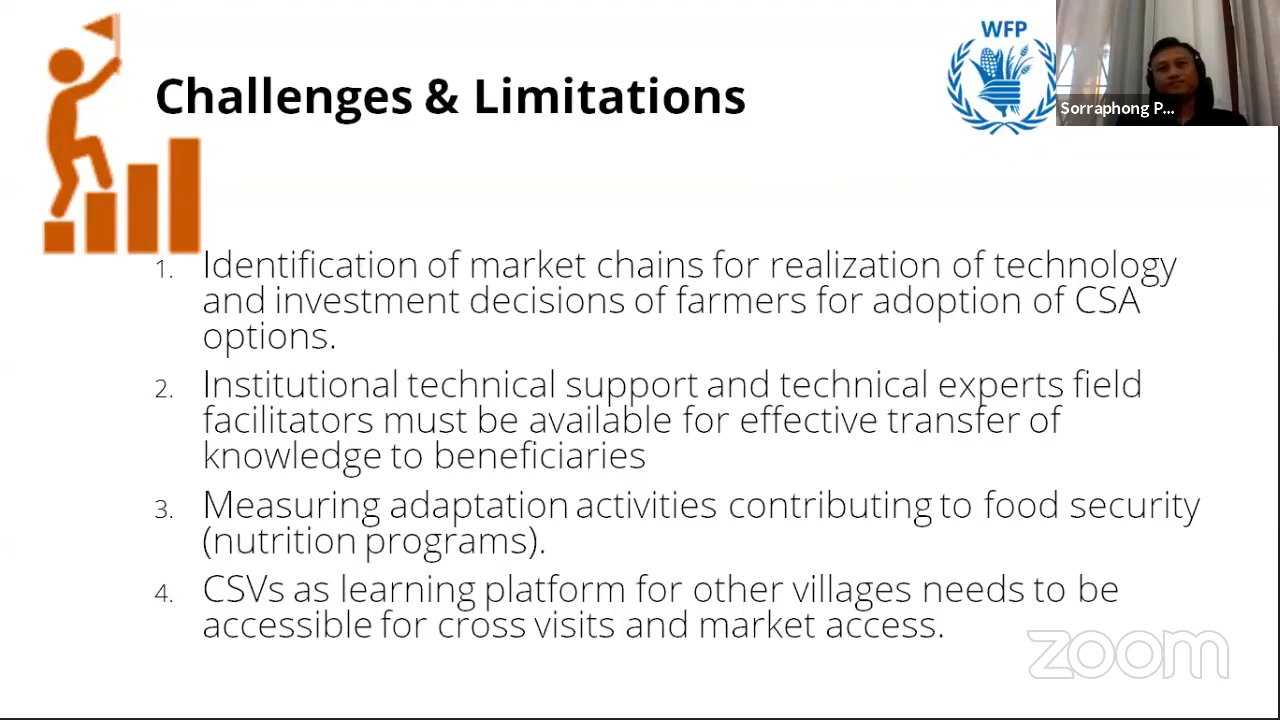 WFP
Challenges & Limitations
Sorraphong P...
1. Identification of market chains for realization of technology
and investment decisions of farmers for adoption of CSA
options.
2. Institutional technical support and technical experts field
facilitators must be available for effective transfer of
knowledge to beneficiaries
3. Measuring adaptation activities contributing to food security
(nutrition programs).
4. CSVs as learning platform for other villages needs to be
accessible for cross visits and market access.
zoom